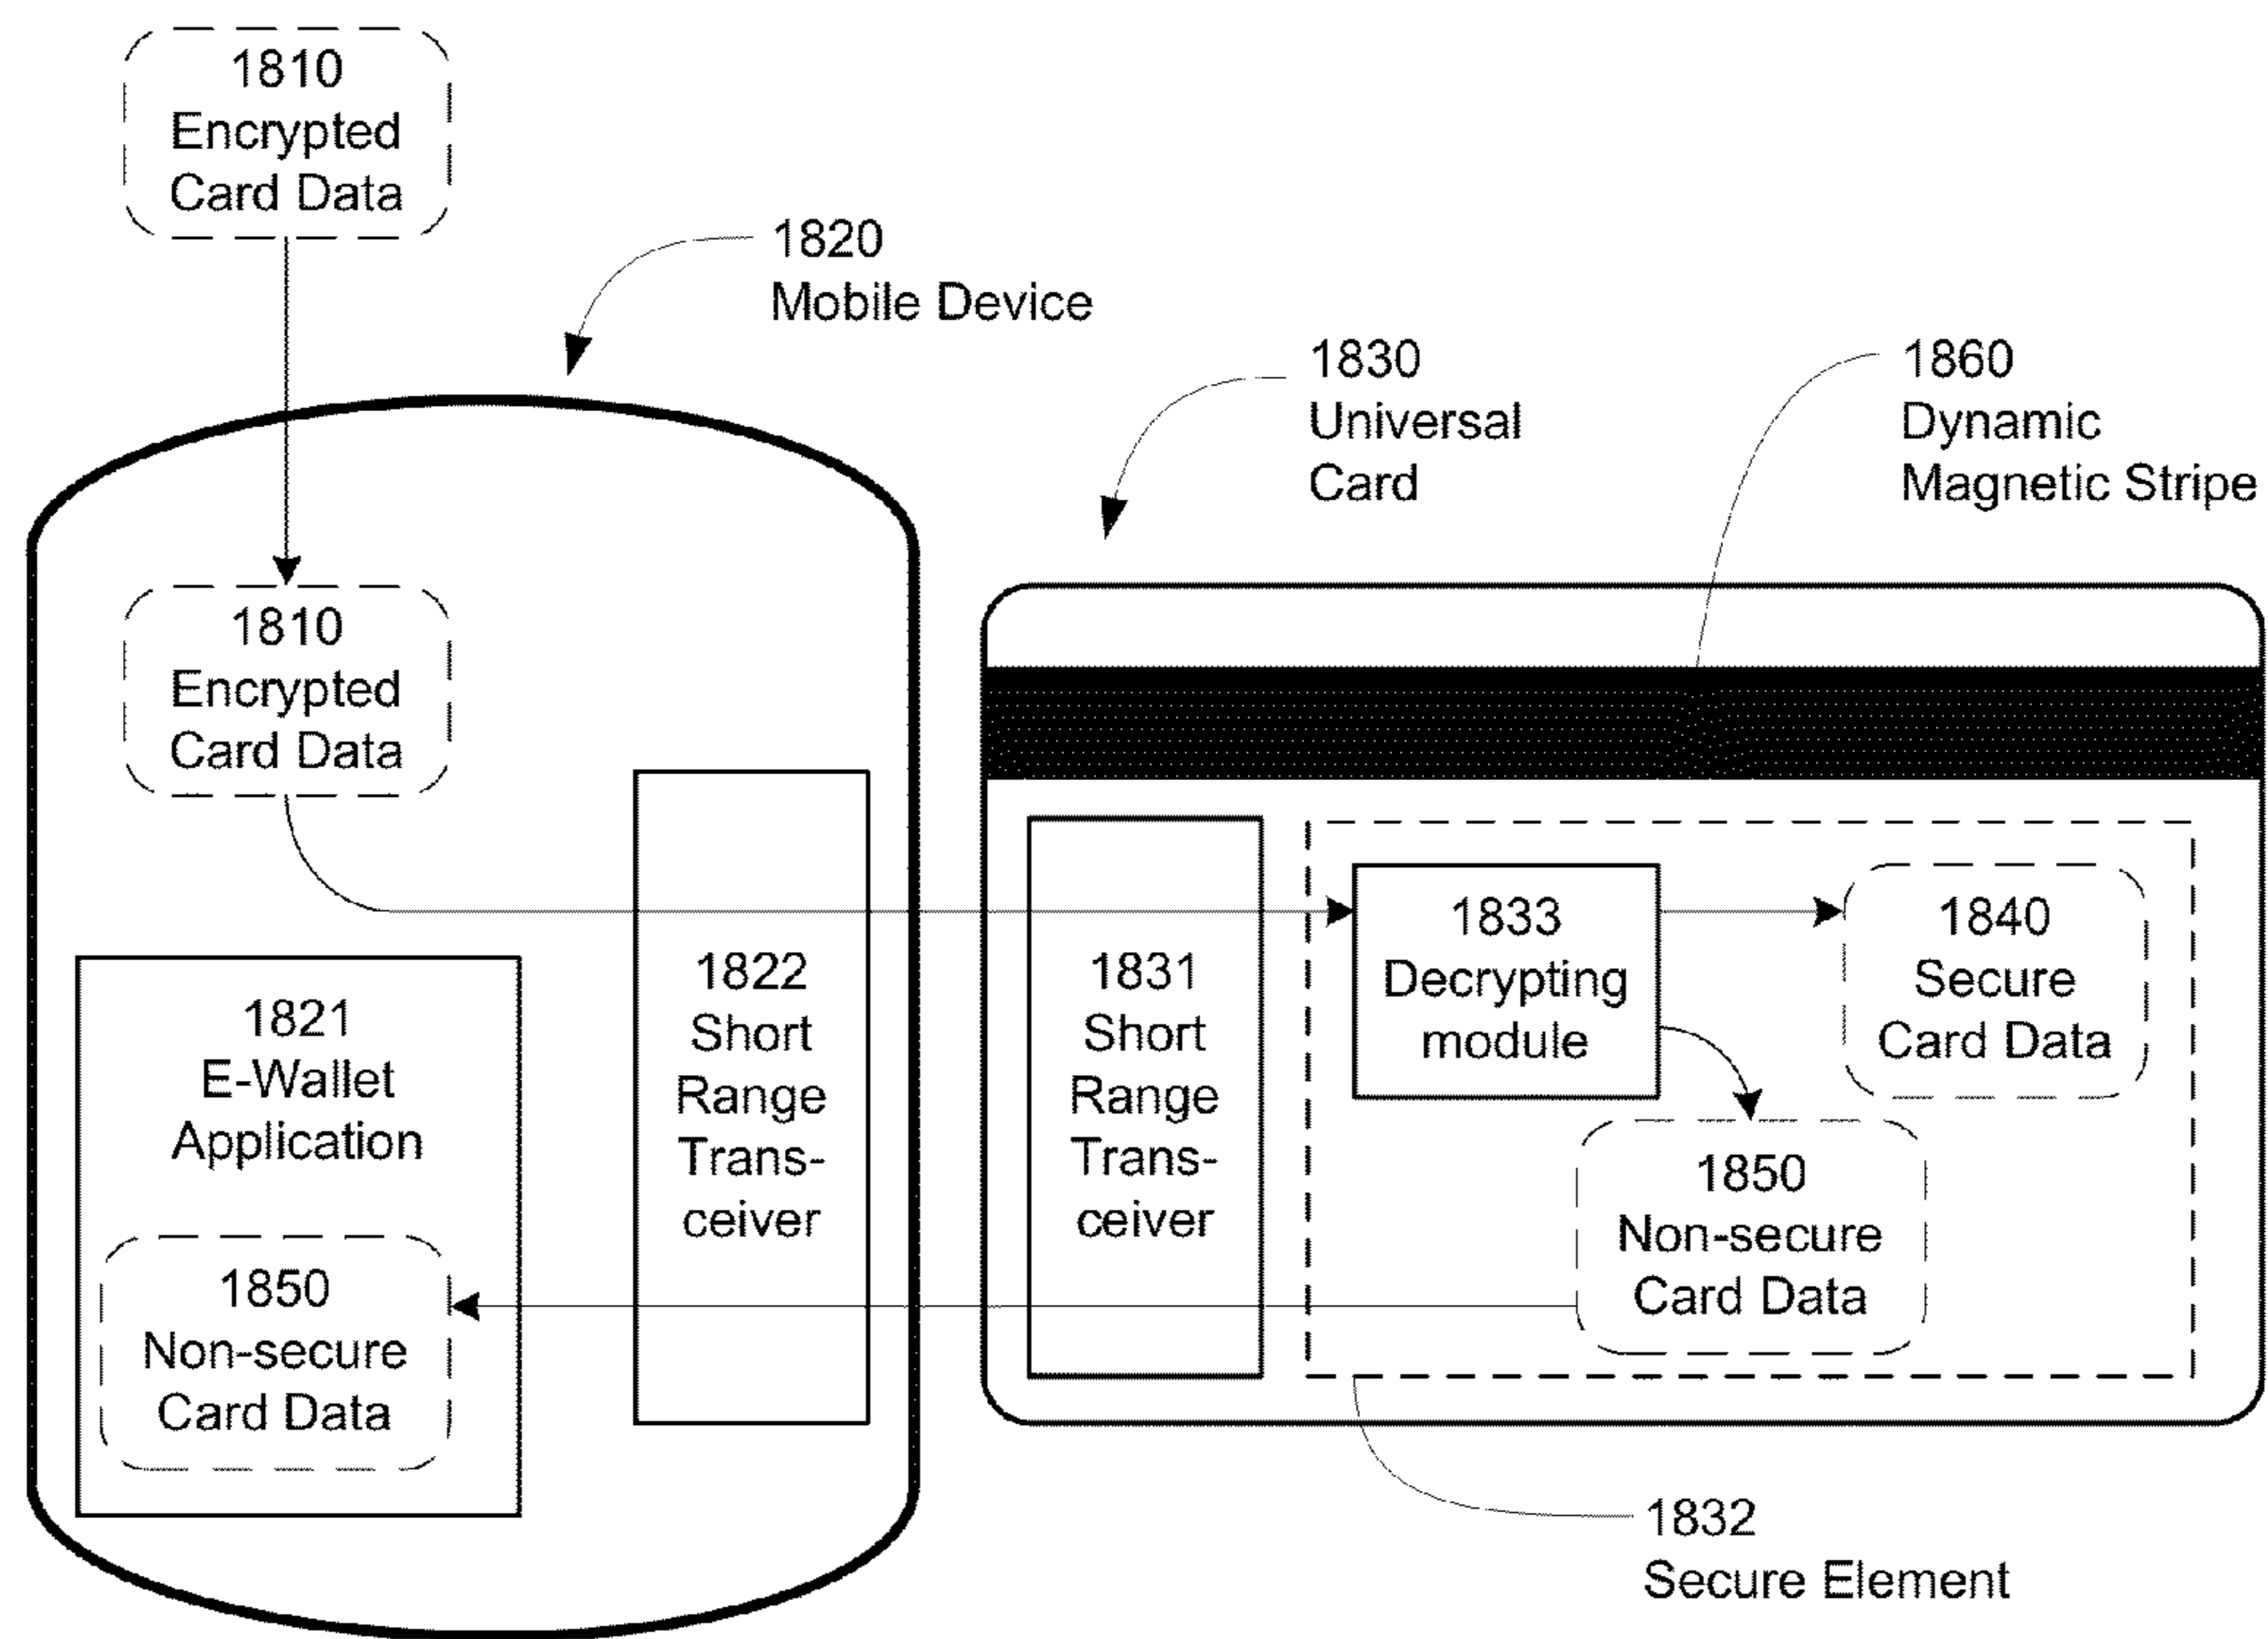 1810
Encrypted
Card Data
1820
Mobile Device
1830
Universal
Card
1860
Dynamic
Magnetic Stripe
1810
Encrypted
Card Data
1821
E-Wallet
Application
1850
Non-secure
Card Data
1822
Short
Range
Trans-
ceiver
1831
Short
Range
Trans-
ceiver
1833
Decrypting
module
1840
Secure
Card Data
1850
Non-secure
Card Data
1832
Secure Element